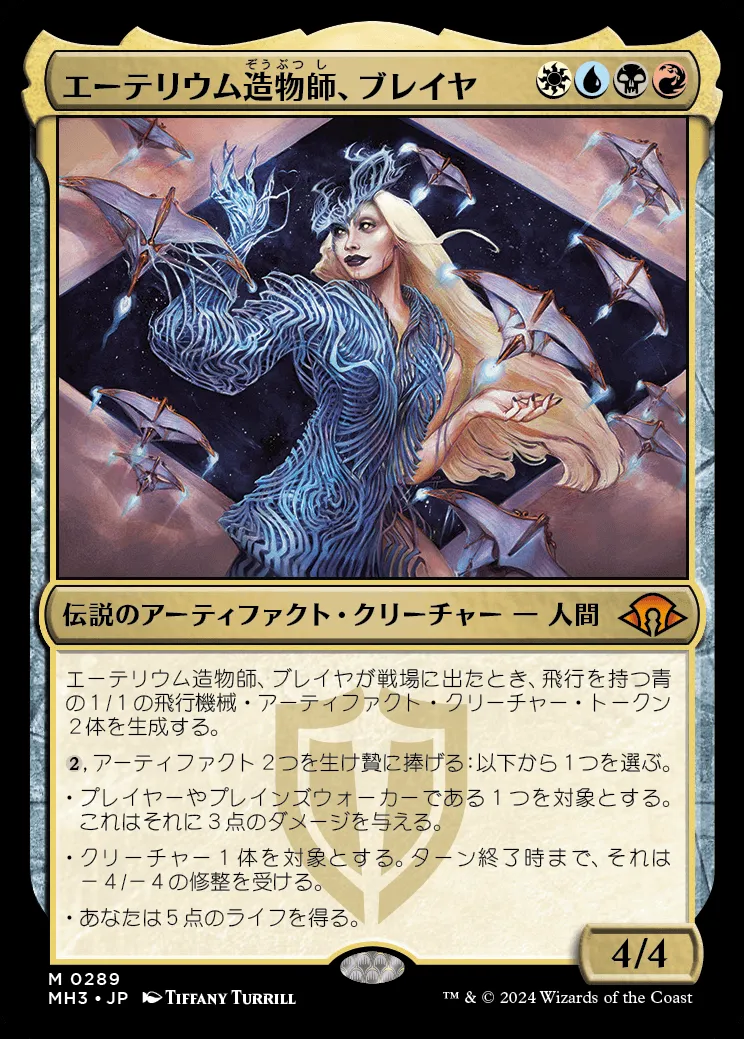 ぞうぶつし
エーテリウム造物師、ブレイヤ
伝説のアーティファクト・クリーチャー ― 人間
エーテリウム造物師、ブレイヤが戦場に出たとき、飛行を持つ青
の1/1の飛行機械・アーティファクト・クリーチャー・トークン
2体を生成する。
2, アーティファクト2つを生け贄に捧げる:以下から1つを選ぶ。
・プレイヤーやプレインズウォーカーである1つを対象とする。
これはそれに3点のダメージを与える。
・クリーチャー1体を対象とする。ターン終了時まで、それは
-4/-4の修整を受ける。
・あなたは5点のライフを得る。
4/4
M 0289
MH3・JP TIFFANY TURRILL
™ & © 2024 Wizards of the Coast